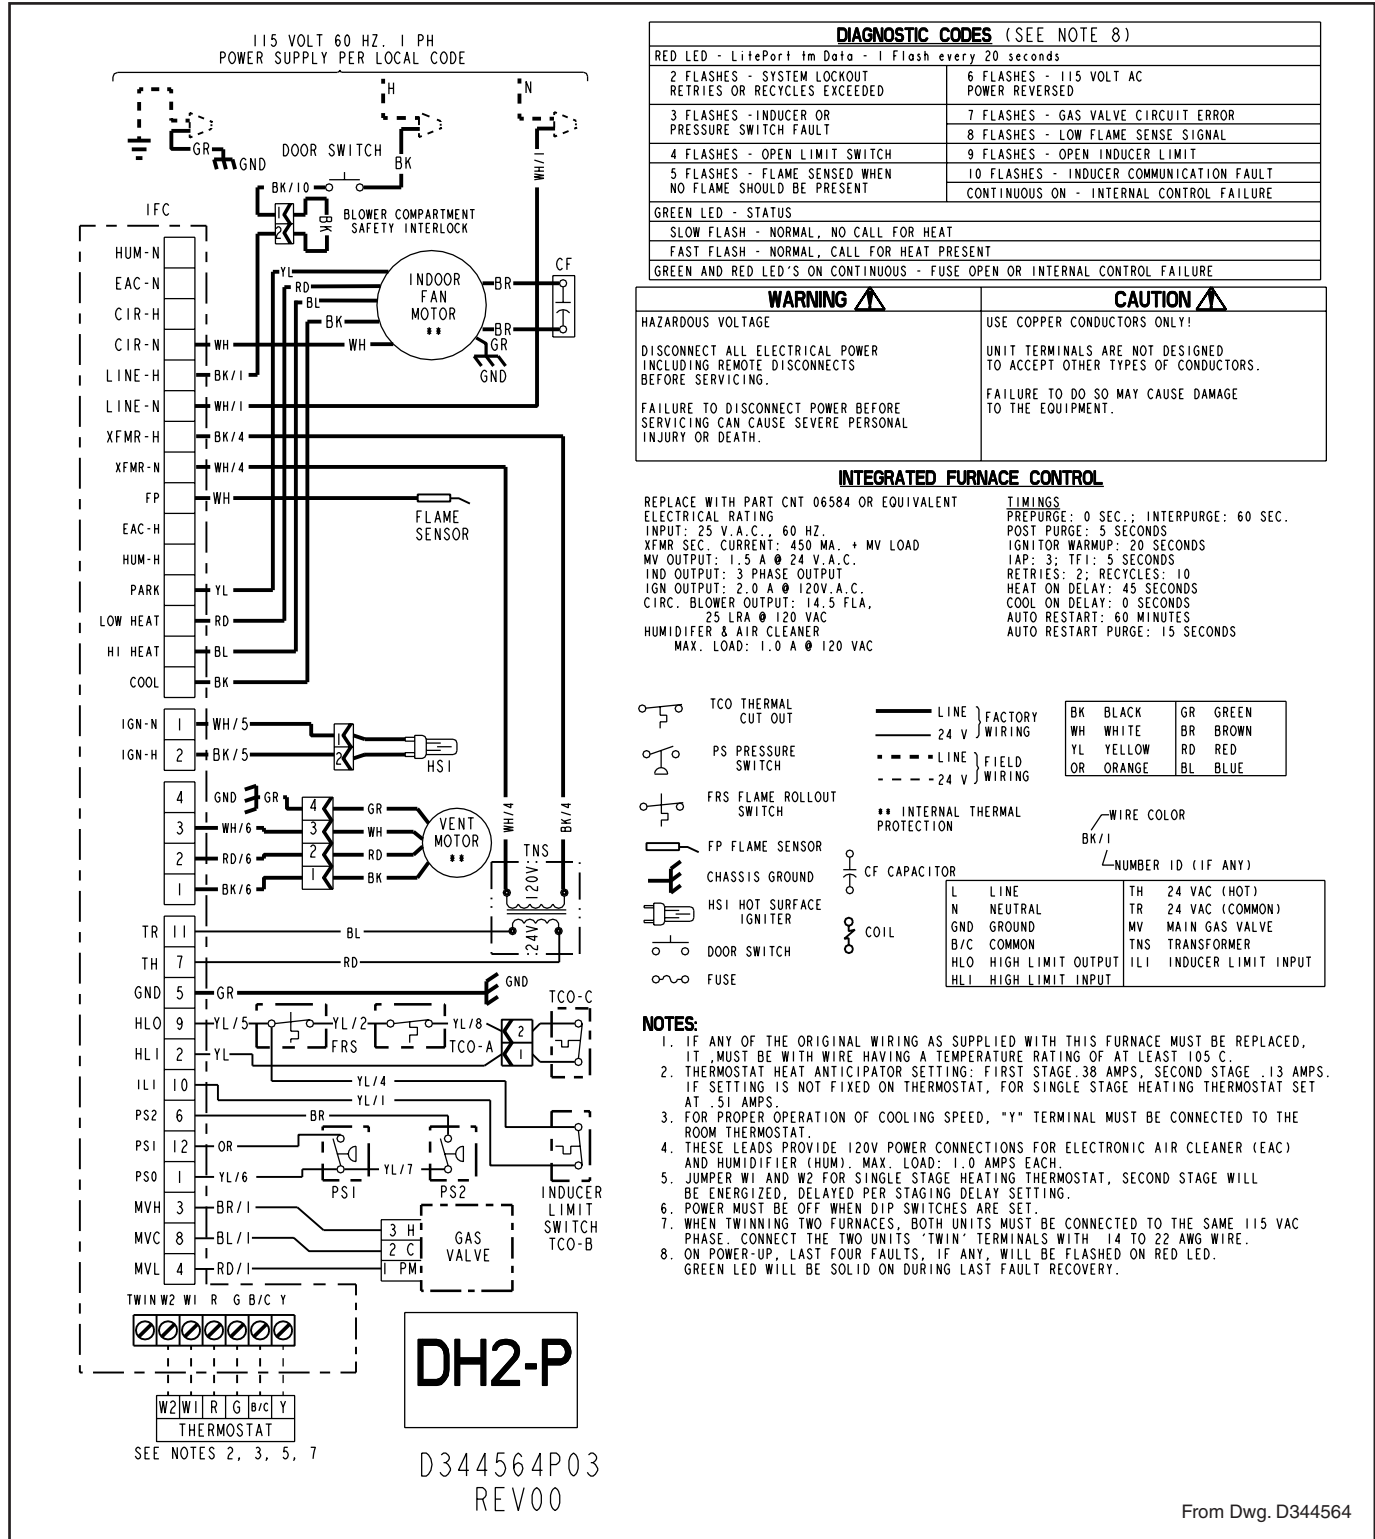 115 VOLT 60 HZ. 1 PH
POWER SUPPLY PER LOCAL CODE
H
N
GR
GND
DOOR SWITCH
BK
WH/1
BK/10
1
2
BK
BLOWER COMPARTMENT
SAFETY INTERLOCK
IFC
HUM-N
EAC-N
CIR-H
CIR-N
WH
WH
LINE-H
BK/1
LINE-N
WH/1
XFMR-H
BK/4
XFMR-N
WH/4
FP
WH
EAC-H
HUM-H
PARK
YL
LOW HEAT
RD
HI HEAT
BL
COOL
BK
YL
RD
BL
BK
INDOOR
FAN
MOTOR
**
BR
BR
CF
GR
GND
FLAME
SENSOR
IGN-N
1
WH/5
IGN-H
2
BK/5
1
2
HSI
4
GND
GR
4
GR
3
WH/6
3
WH
2
RD/6
2
RD
1
BK/6
1
BK
VENT
MOTOR
**
WH/4
BK/4
TNS
120V
24V
TR
11
BL
TH
7
RD
GND
5
GR
GND
HLO
9
YL/5
FRS
YL/2
TCO-A
YL/8
2
1
TCO-C
HLI
2
YL
ILI
10
YL/4
YL/1
PS2
6
BR
PS1
12
OR
PS0
1
YL/6
PS1
YL/7
PS2
INDUCER
LIMIT
SWITCH
TCO-B
MVH
3
BR/1
MVC
8
BL/1
MVL
4
RD/1
3 H
2 C
1 PM
GAS
VALVE
TWIN W2 W1 R G B/C Y
W2 W1 R G B/C Y
THERMOSTAT
SEE NOTES 2, 3, 5, 7
DH2-P
D344564P03
REV00
DIAGNOSTIC CODES (SEE NOTE 8)
RED LED - LitePort tm Data - 1 Flash every 20 seconds
2 FLASHES - SYSTEM LOCKOUT
RETRIES OR RECYCLES EXCEEDED
6 FLASHES - 115 VOLT AC
POWER REVERSED
3 FLASHES -INDUCER OR
PRESSURE SWITCH FAULT
7 FLASHES - GAS VALVE CIRCUIT ERROR
8 FLASHES - LOW FLAME SENSE SIGNAL
4 FLASHES - OPEN LIMIT SWITCH
9 FLASHES - OPEN INDUCER LIMIT
5 FLASHES - FLAME SENSED WHEN
NO FLAME SHOULD BE PRESENT
10 FLASHES - INDUCER COMMUNICATION FAULT
CONTINUOUS ON - INTERNAL CONTROL FAILURE
GREEN LED - STATUS
SLOW FLASH - NORMAL, NO CALL FOR HEAT
FAST FLASH - NORMAL, CALL FOR HEAT PRESENT
GREEN AND RED LED'S ON CONTINUOUS - FUSE OPEN OR INTERNAL CONTROL FAILURE
WARNING
HAZARDOUS VOLTAGE
DISCONNECT ALL ELECTRICAL POWER
INCLUDING REMOTE DISCONNECTS
BEFORE SERVICING.
FAILURE TO DISCONNECT POWER BEFORE
SERVICING CAN CAUSE SEVERE PERSONAL
INJURY OR DEATH.
CAUTION
USE COPPER CONDUCTORS ONLY!
UNIT TERMINALS ARE NOT DESIGNED
TO ACCEPT OTHER TYPES OF CONDUCTORS.
FAILURE TO DO SO MAY CAUSE DAMAGE
TO THE EQUIPMENT.
INTEGRATED FURNACE CONTROL
REPLACE WITH PART CNT 06584 OR EQUIVALENT
ELECTRICAL RATING
INPUT: 25 V.A.C., 60 HZ.
XFMR SEC. CURRENT: 450 MA. + MV LOAD
MV OUTPUT: 1.5 A @ 24 V.A.C.
IND OUTPUT: 3 PHASE OUTPUT
IGN OUTPUT: 2.0 A @ 120V.A.C.
CIRC. BLOWER OUTPUT: 14.5 FLA,
25 LRA @ 120 VAC
HUMIDIFER & AIR CLEANER
MAX. LOAD: 1.0 A @ 120 VAC
TIMINGS
PREPURGE: 0 SEC.; INTERPURGE: 60 SEC.
POST PURGE: 5 SECONDS
IGNITOR WARMUP: 20 SECONDS
IAP: 3; TFI: 5 SECONDS
RETRIES: 2; RECYCLES: 10
HEAT ON DELAY: 45 SECONDS
COOL ON DELAY: 0 SECONDS
AUTO RESTART: 60 MINUTES
AUTO RESTART PURGE: 15 SECONDS
TCO THERMAL
CUT OUT
PS PRESSURE
SWITCH
FRS FLAME ROLLOUT
SWITCH
FP FLAME SENSOR
CHASSIS GROUND
HSI HOT SURFACE
IGNITER
DOOR SWITCH
FUSE
LINE
24 V
FACTORY
WIRING
LINE
24 V
FIELD
WIRING
** INTERNAL THERMAL
PROTECTION
CF CAPACITOR
COIL
BK BLACK GR GREEN
WH WHITE BR BROWN
YL YELLOW RD RED
OR ORANGE BL BLUE
WIRE COLOR
BK/1
NUMBER ID (IF ANY)
L LINE TH 24 VAC (HOT)
N NEUTRAL TR 24 VAC (COMMON)
GND GROUND MV MAIN GAS VALVE
B/C COMMON TNS TRANSFORMER
HLO HIGH LIMIT OUTPUT ILI INDUCER LIMIT INPUT
HLI HIGH LIMIT INPUT
NOTES:
1. IF ANY OF THE ORIGINAL WIRING AS SUPPLIED WITH THIS FURNACE MUST BE REPLACED,
IT ,MUST BE WITH WIRE HAVING A TEMPERATURE RATING OF AT LEAST 105 C.
2. THERMOSTAT HEAT ANTICIPATOR SETTING: FIRST STAGE.38 AMPS, SECOND STAGE .13 AMPS.
IF SETTING IS NOT FIXED ON THERMOSTAT, FOR SINGLE STAGE HEATING THERMOSTAT SET
AT .51 AMPS.
3. FOR PROPER OPERATION OF COOLING SPEED, "Y" TERMINAL MUST BE CONNECTED TO THE
ROOM THERMOSTAT.
4. THESE LEADS PROVIDE 120V POWER CONNECTIONS FOR ELECTRONIC AIR CLEANER (EAC)
AND HUMIDIFIER (HUM). MAX. LOAD: 1.0 AMPS EACH.
5. JUMPER W1 AND W2 FOR SINGLE STAGE HEATING THERMOSTAT, SECOND STAGE WILL
BE ENERGIZED, DELAYED PER STAGING DELAY SETTING.
6. POWER MUST BE OFF WHEN DIP SWITCHES ARE SET.
7. WHEN TWINNING TWO FURNACES, BOTH UNITS MUST BE CONNECTED TO THE SAME 115 VAC
PHASE. CONNECT THE TWO UNITS 'TWIN' TERMINALS WITH 14 TO 22 AWG WIRE.
8. ON POWER-UP, LAST FOUR FAULTS, IF ANY, WILL BE FLASHED ON RED LED.
GREEN LED WILL BE SOLID ON DURING LAST FAULT RECOVERY.
From Dwg. D344564